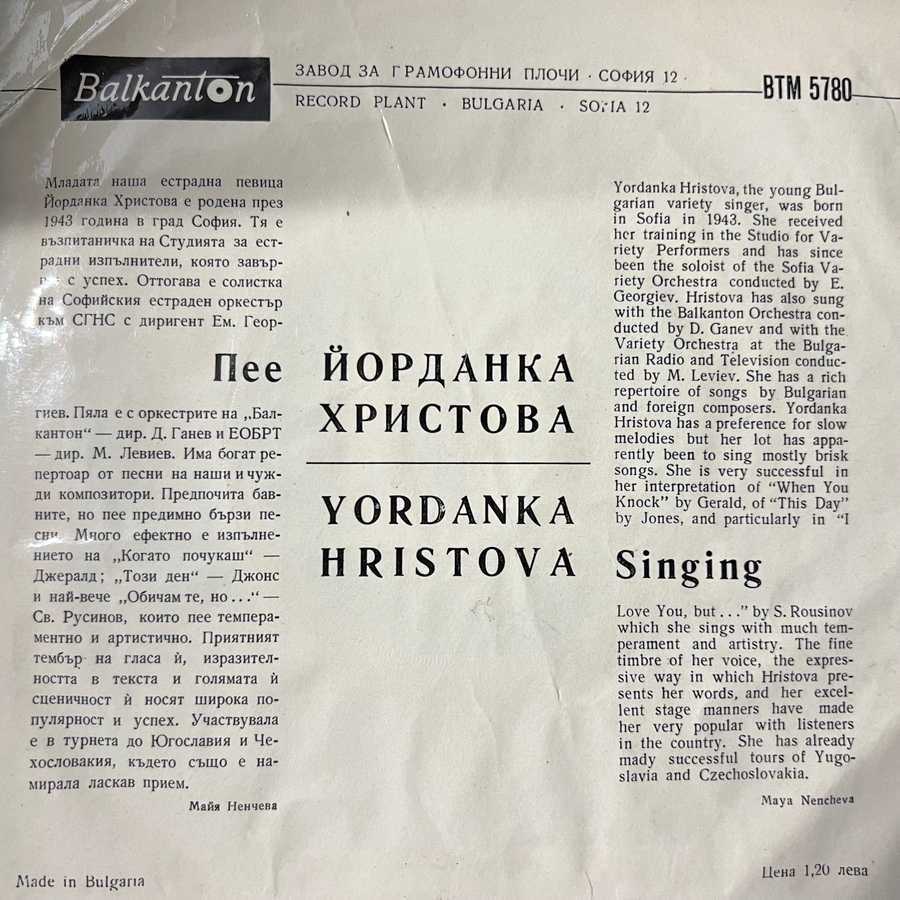 Balkanton
ЗАВОД ЗА ГРАМОФОННИ ПЛОЧИ · СОФИЯ 12 ·
RECORD PLANT · BULGARIA · SOFIA 12
ВТМ 5780
Младата наша естрадна певица
Йорданка Христова е родена през
1943 година в град София. Тя е
възпитаничка на Студията за ест-
радни изпълнители, която завър-
с успех. Оттогава е солистка
на Софийския естраден оркестър
към СГНС с диригент Ем. Геор-
Пее
гиев. Пяла е с оркестрите на „Бал-
кантон“ — дир. Д. Ганев и ЕОБРТ
— дир. М. Левиев. Има богат ре-
пертоар от песни на наши и чуж-
ди композитори. Предпочита бав-
ните, но пее предимно бързи пе-
сни. Много ефектно е изпълне-
нието на „Когато почукаш“ —
Джералд; „Този ден“ — Джонс
и най-вече „Обичам те, но...“ —
Св. Русинов, които пее темпера-
ментно и артистично. Приятният
тембър на гласа ѝ, изразител-
ността в текста и голямата ѝ
сценичност ѝ носят широка по-
пулярност и успех. Участвувала
е в турнета до Югославия и Че-
хословакия, където също е на-
мирала ласкав прием.
Майя Ненчева
ЙОРДАНКА
ХРИСТОВА
YORDANKA
HRISTOVA
Yordanka Hristova, the young Bul-
garian variety singer, was born
in Sofia in 1943. She received
her training in the Studio for Va-
riety Performers and has since
been the soloist of the Sofia Va-
riety Orchestra conducted by E.
Georgiev. Hristova has also sung
with the Balkanton Orchestra con-
ducted by D. Ganev and with the
Variety Orchestra at the Bulga-
rian Radio and Television conduc-
ted by M. Leviev. She has a rich
repertoire of songs by Bulgarian
and foreign composers. Yordanka
Hristova has a preference for slow
melodies but her lot has appa-
rently been to sing mostly brisk
songs. She is very successful in
her interpretation of “When You
Knock” by Gerald, of “This Day”
by Jones, and particularly in “I
Singing
Love You, but...” by S. Rousinov
which she sings with much tem-
perament and artistry. The fine
timbre of her voice, the expres-
sive way in which Hristova pre-
sents her words, and her excel-
lent stage manners have made
her very popular with listeners
in the country. She has already
mady successful tours of Yugo-
slavia and Czechoslovakia.
Maya Nencheva
Made in Bulgaria
Цена 1,20 лева